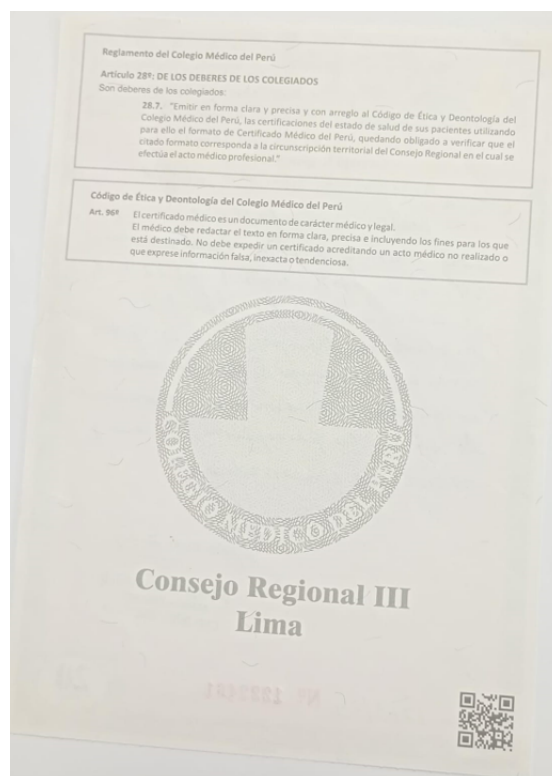 Reglamento del Colegio Médico del Perú
Artículo 28º: DE LOS DEBERES DE LOS COLEGIADOS
Son deberes de los colegiados:
28.7. "Emitir en forma clara y precisa y con arreglo al Código de Ética y Deontología del
Colegio Médico del Perú, las certificaciones del estado de salud de sus pacientes utilizando
para ello el formato de Certificado Médico del Perú, quedando obligado a verificar que el
citado formato corresponda a la circunscripción territorial del Consejo Regional en el cual se
efectúa el acto médico profesional."
Código de Ética y Deontología del Colegio Médico del Perú
Art. 96º El certificado médico es un documento de carácter médico y legal.
El médico debe redactar el texto en forma clara, precisa e incluyendo los fines para los que
está destinado. No debe expedir un certificado acreditando un acto médico no realizado o
que exprese información falsa, inexacta o tendenciosa.
COLEGIO MEDICO DEL PERU
Consejo Regional III
Lima